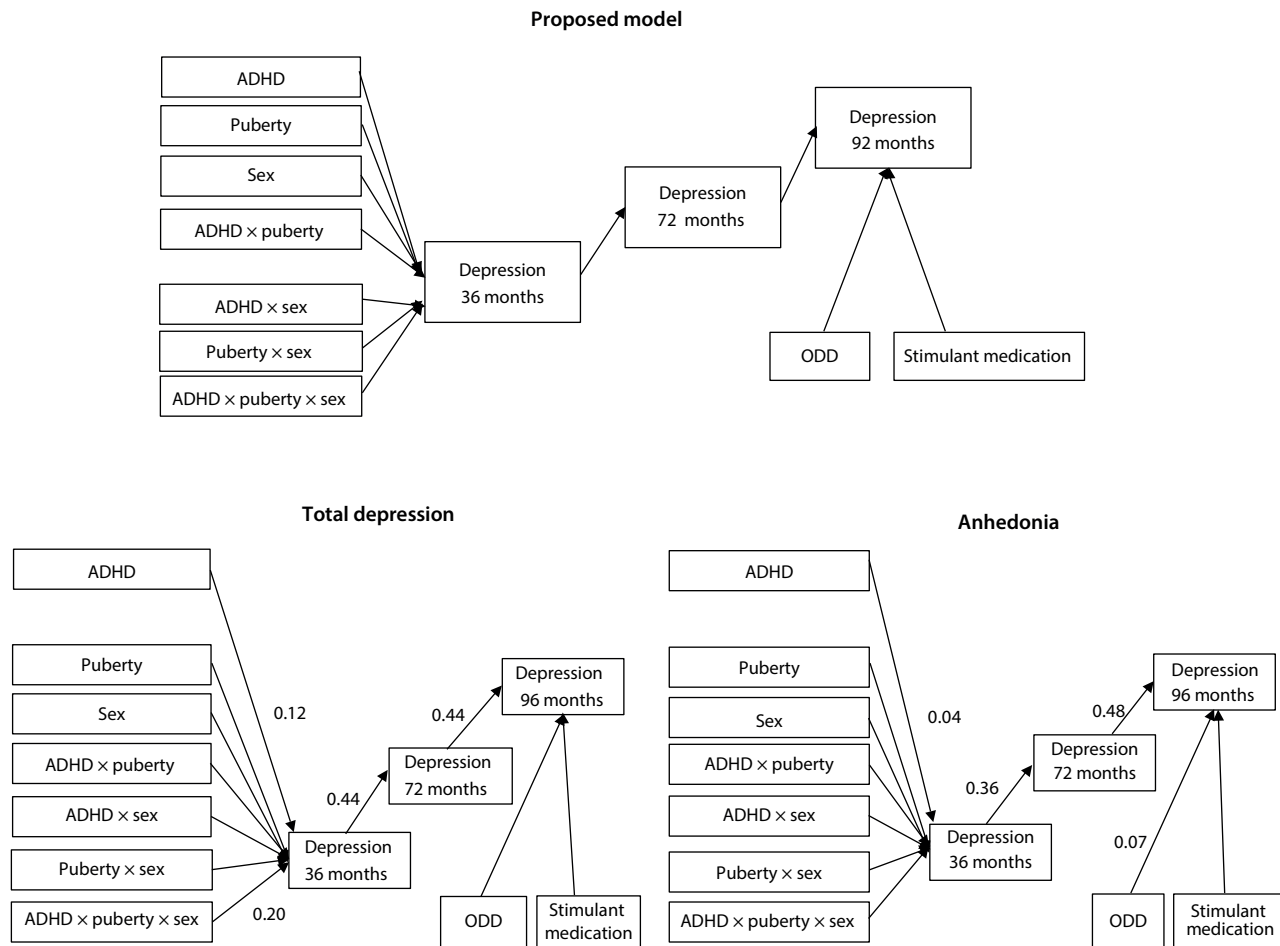 Proposed model
ADHD
Puberty
Sex
ADHD × puberty
ADHD × sex
Puberty × sex
ADHD × puberty × sex
Depression
36 months
Depression
72 months
Depression
92 months
ODD
Stimulant medication
Total depression
ADHD
Puberty
Sex
ADHD × puberty
ADHD × sex
Puberty × sex
ADHD × puberty × sex
0.12
0.20
Depression
36 months
0.44
Depression
72 months
0.44
Depression
96 months
ODD
Stimulant
medication
Anhedonia
ADHD
Puberty
Sex
ADHD × puberty
ADHD × sex
Puberty × sex
ADHD × puberty × sex
0.04
Depression
36 months
0.36
Depression
72 months
0.48
Depression
96 months
0.07
ODD
Stimulant
medication